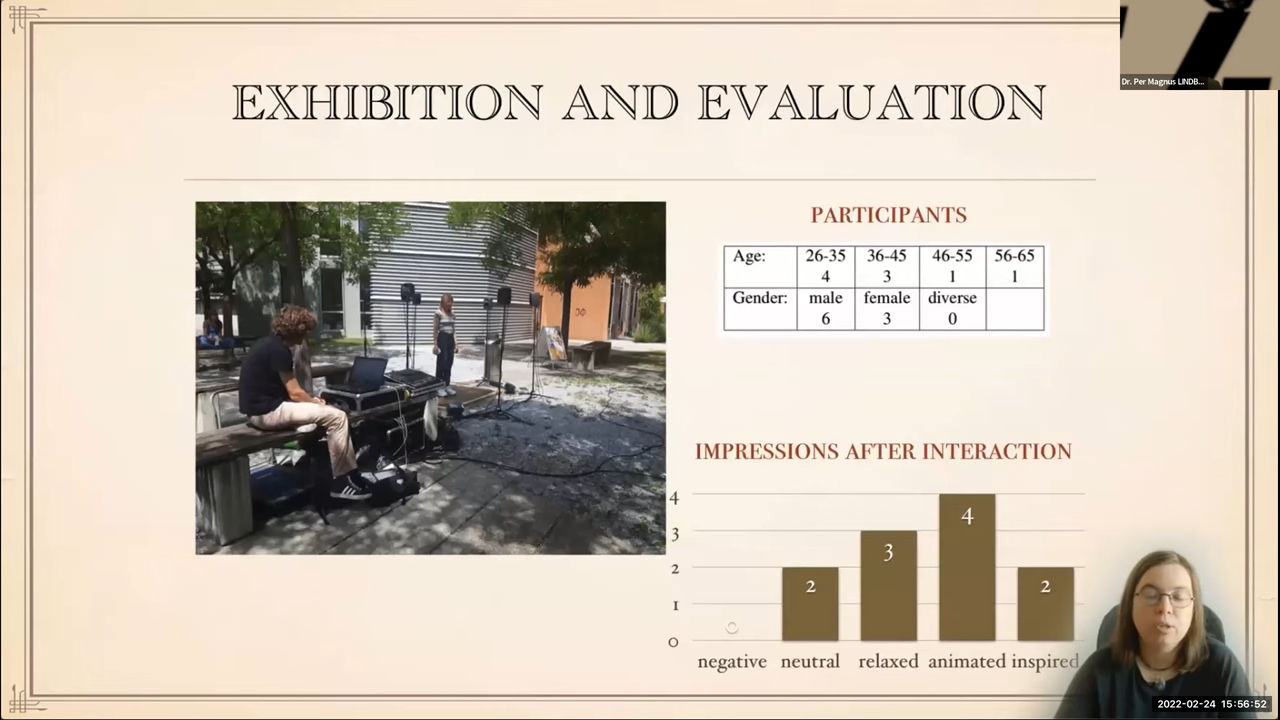 Dr. Per Magnus LINDB...
EXHIBITION AND EVALUATION
PARTICIPANTS
Age: 26-35 36-45 46-55 56-65
4 3 1 1
Gender: male female diverse
6 3 0
IMPRESSIONS AFTER INTERACTION
4
3
2
1
0
0 2 3 4 2
negative neutral relaxed animated inspired
2022-02-24 15:56:52